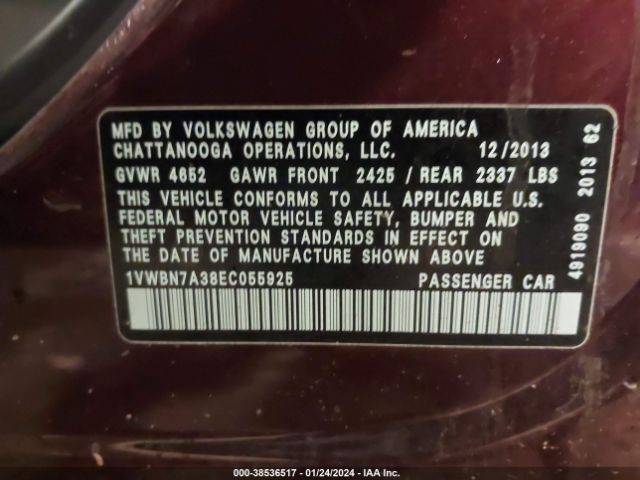 MFD BY VOLKSWAGEN GROUP OF AMERICA
CHATTANOOGA OPERATIONS, LLC. 12/2013
GVWR 4652 GAWR FRONT 2425 / REAR 2337 LBS
THIS VEHICLE CONFORMS TO ALL APPLICABLE U.S.
FEDERAL MOTOR VEHICLE SAFETY, BUMPER AND
THEFT PREVENTION STANDARDS IN EFFECT ON
THE DATE OF MANUFACTURE SHOWN ABOVE
1VWBN7A38EC055925 PASSENGER CAR
4919090 2013 62
000-38536517 - 01/24/2024 - IAA Inc.